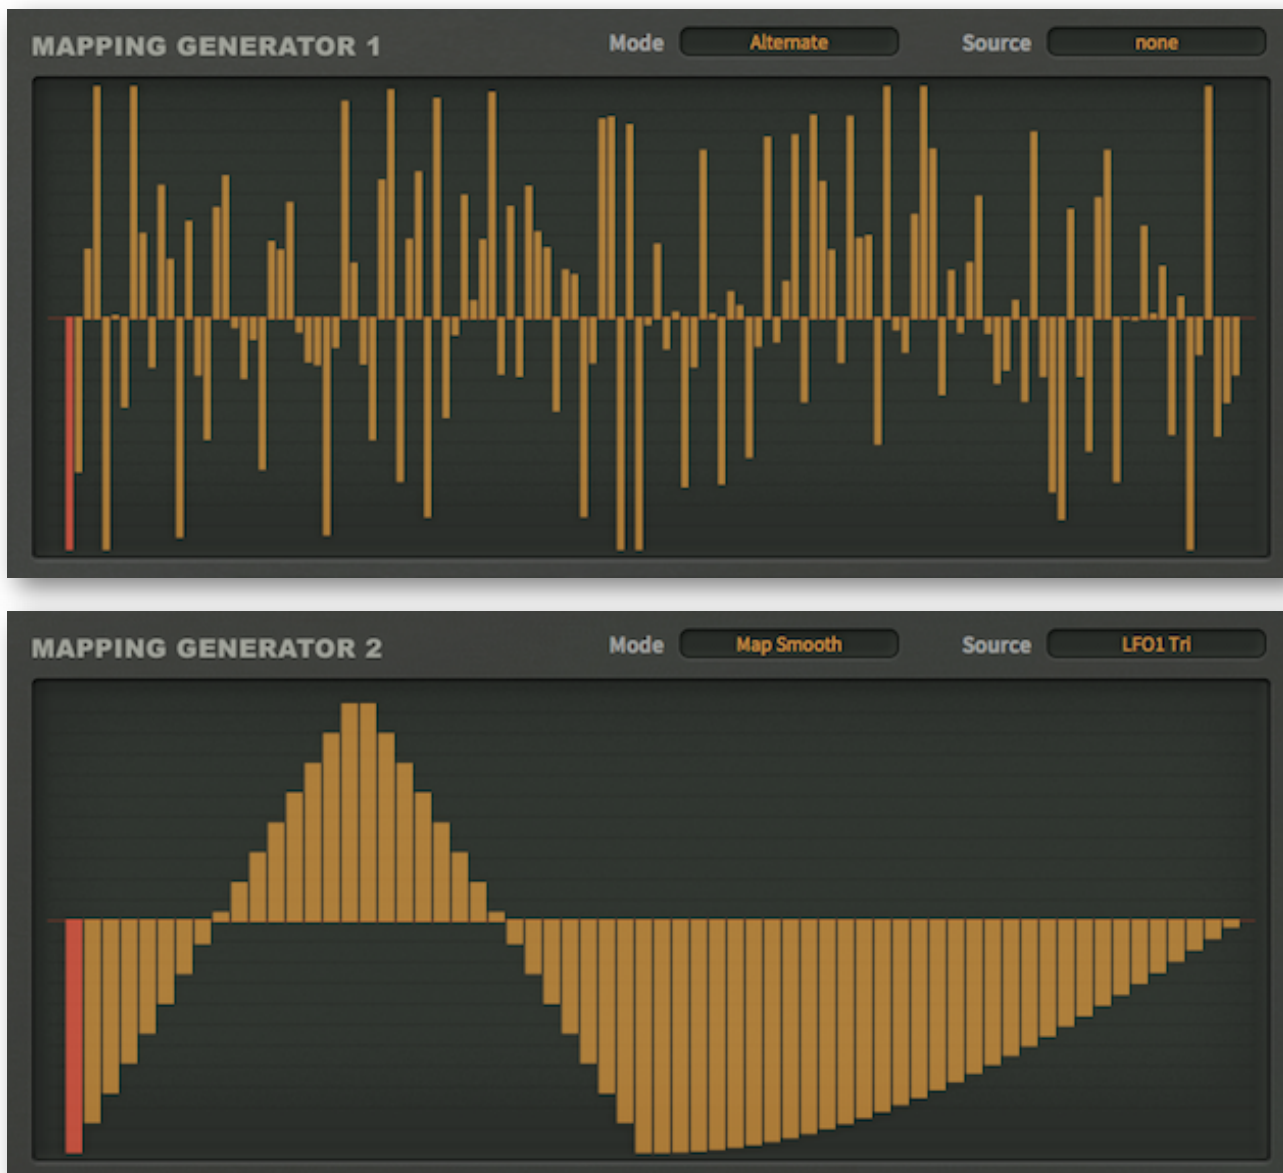 MAPPING GENERATOR 1 Mode Alternate Source none
MAPPING GENERATOR 2 Mode Map Smooth Source LFO1 Tri